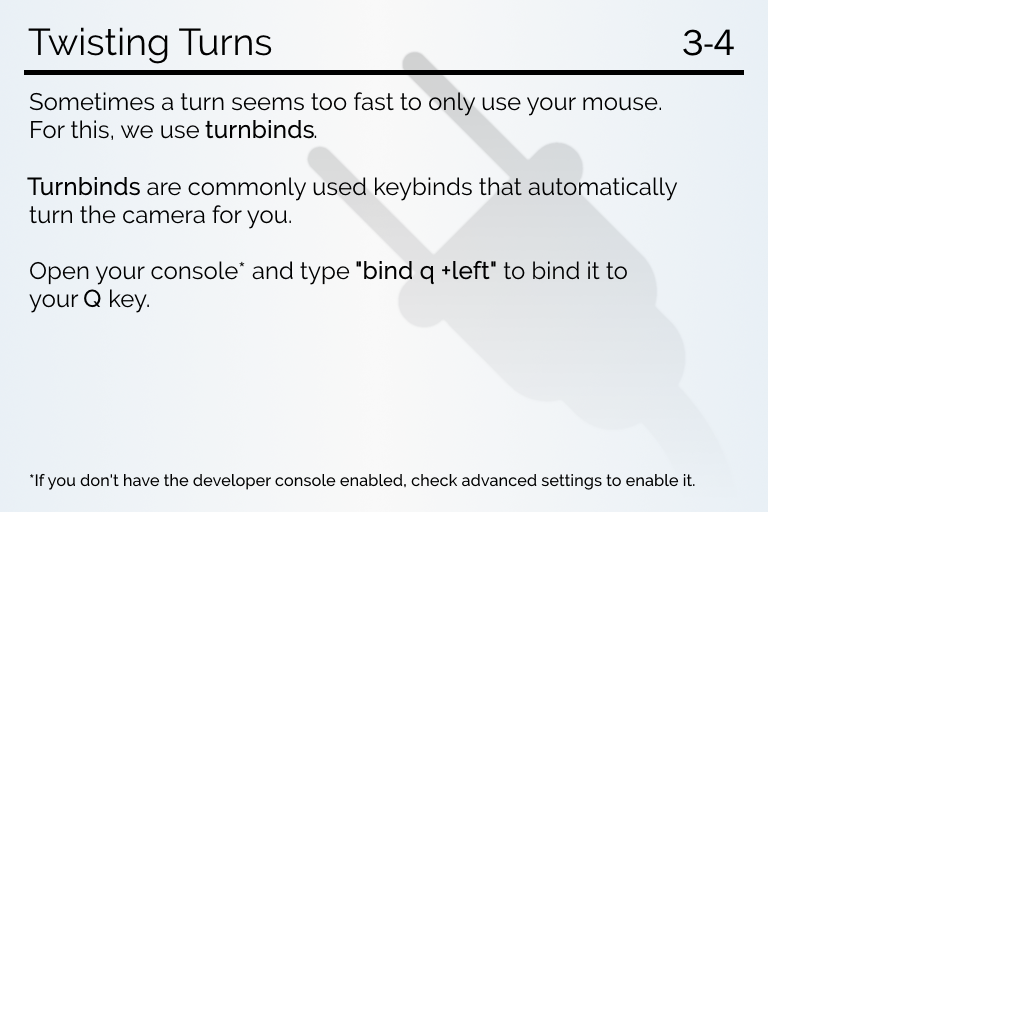 Twisting Turns 3-4
Sometimes a turn seems too fast to only use your mouse.
For this, we use turnbinds.
Turnbinds are commonly used keybinds that automatically
turn the camera for you.
Open your console* and type "bind q +left" to bind it to
your Q key.
*If you don't have the developer console enabled, check advanced settings to enable it.